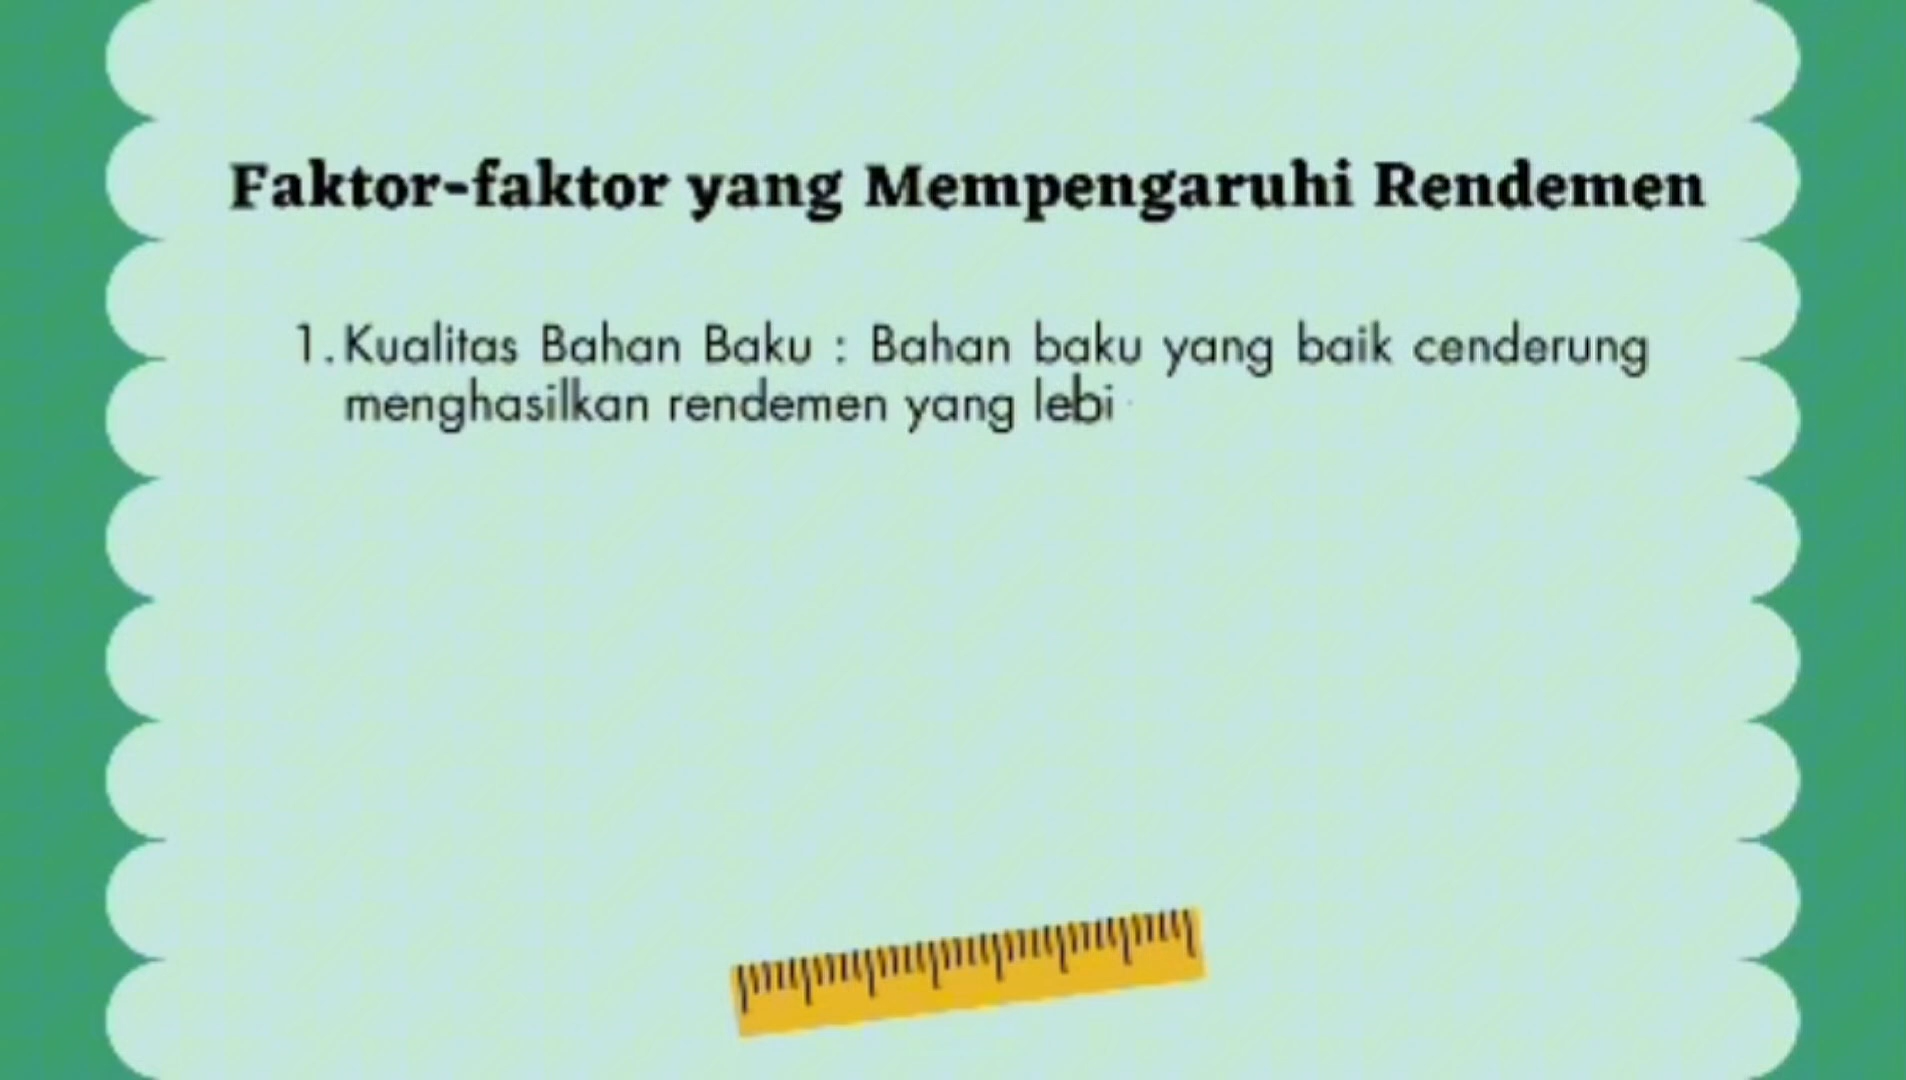 Faktor-faktor yang Mempengaruhi Rendemen
1. Kualitas Bahan Baku : Bahan baku yang baik cenderung
menghasilkan rendemen yang lebi